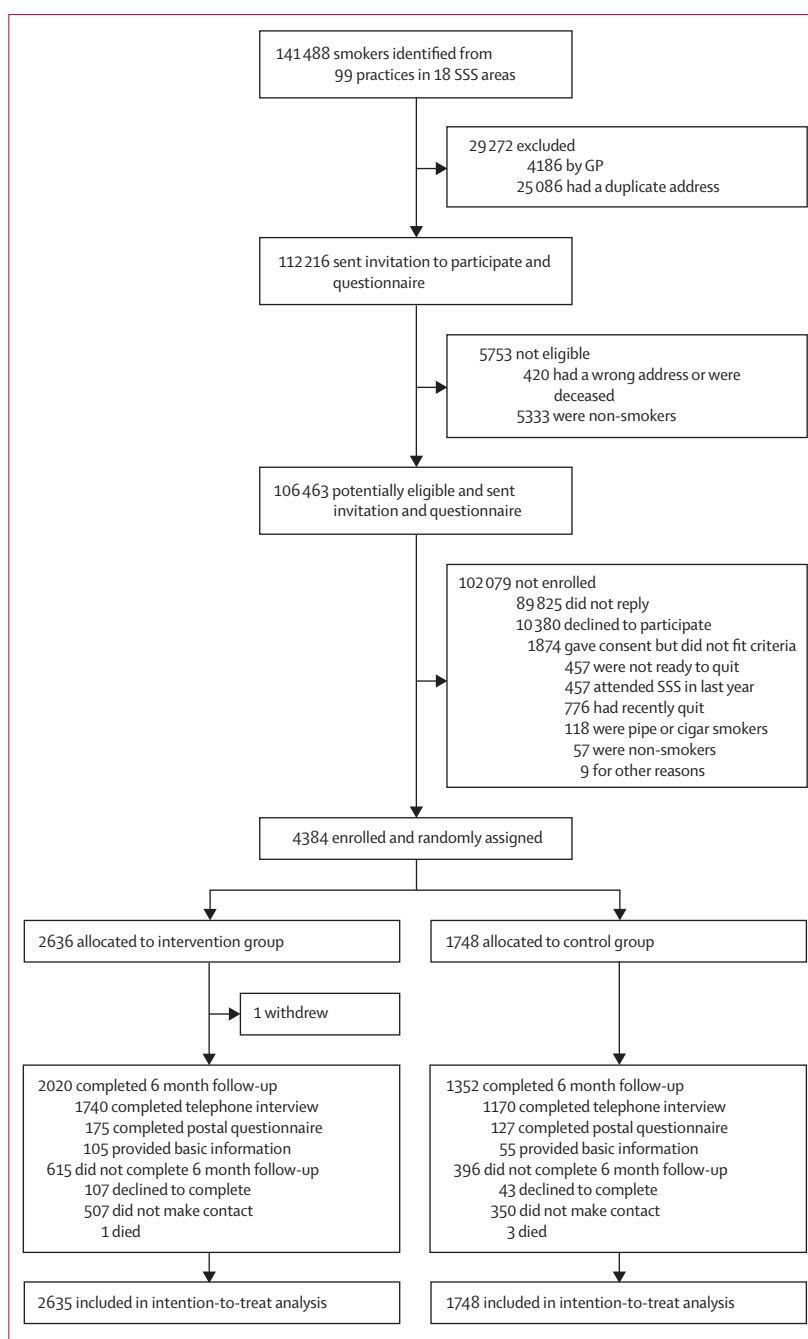 141 488 smokers identified from
99 practices in 18 SSS areas
29 272 excluded
4186 by GP
25 086 had a duplicate address
112 216 sent invitation to participate and
questionnaire
5753 not eligible
420 had a wrong address or were
deceased
5333 were non-smokers
106 463 potentially eligible and sent
invitation and questionnaire
102 079 not enrolled
89 825 did not reply
10 380 declined to participate
1874 gave consent but did not fit criteria
457 were not ready to quit
457 attended SSS in last year
776 had recently quit
118 were pipe or cigar smokers
57 were non-smokers
9 for other reasons
4384 enrolled and randomly assigned
2636 allocated to intervention group
1748 allocated to control group
1 withdrew
2020 completed 6 month follow-up
1740 completed telephone interview
175 completed postal questionnaire
105 provided basic information
615 did not complete 6 month follow-up
107 declined to complete
507 did not make contact
1 died
1352 completed 6 month follow-up
1170 completed telephone interview
127 completed postal questionnaire
55 provided basic information
396 did not complete 6 month follow-up
43 declined to complete
350 did not make contact
3 died
2635 included in intention-to-treat analysis
1748 included in intention-to-treat analysis